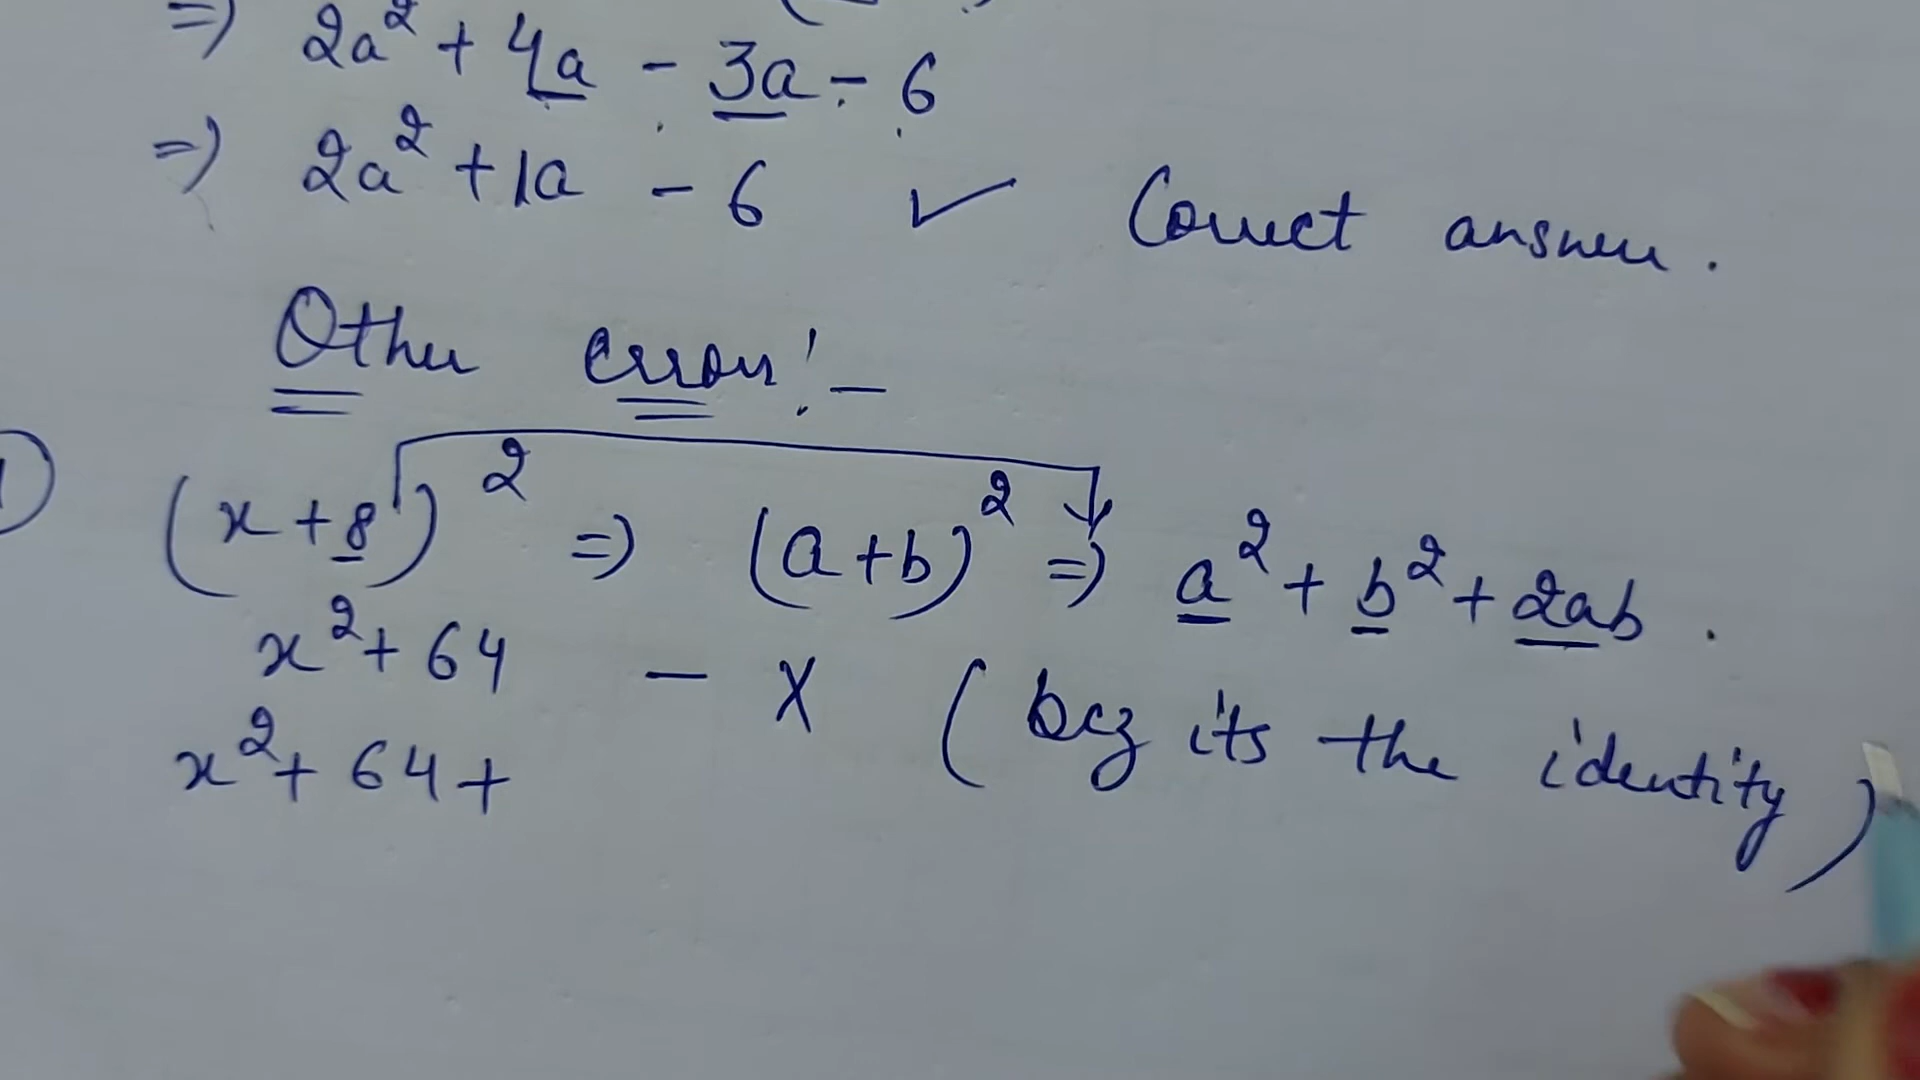 =) 2a² + 4a - 3a - 6
=) 2a² + 1a - 6 ✓ Correct answer.
Other error:-
1) (x+8)² =) (a+b)² =) a² + b² + 2ab.
x² + 64 - X (bcz its the identity)
x² + 64 +